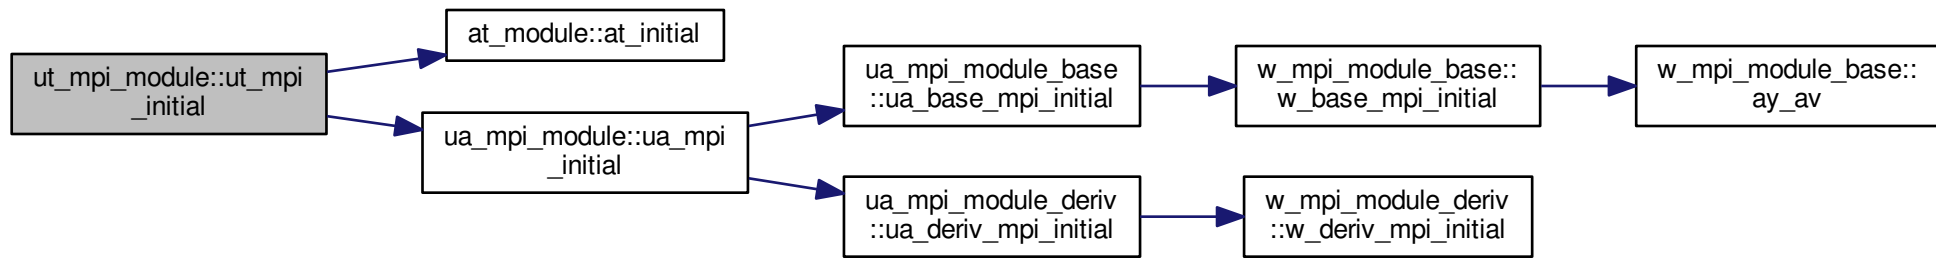 ut_mpi_module::ut_mpi
_initial
at_module::at_initial
ua_mpi_module::ua_mpi
_initial
ua_mpi_module_base
::ua_base_mpi_initial
w_mpi_module_base::
w_base_mpi_initial
w_mpi_module_base::
ay_av
ua_mpi_module_deriv
::ua_deriv_mpi_initial
w_mpi_module_deriv
::w_deriv_mpi_initial